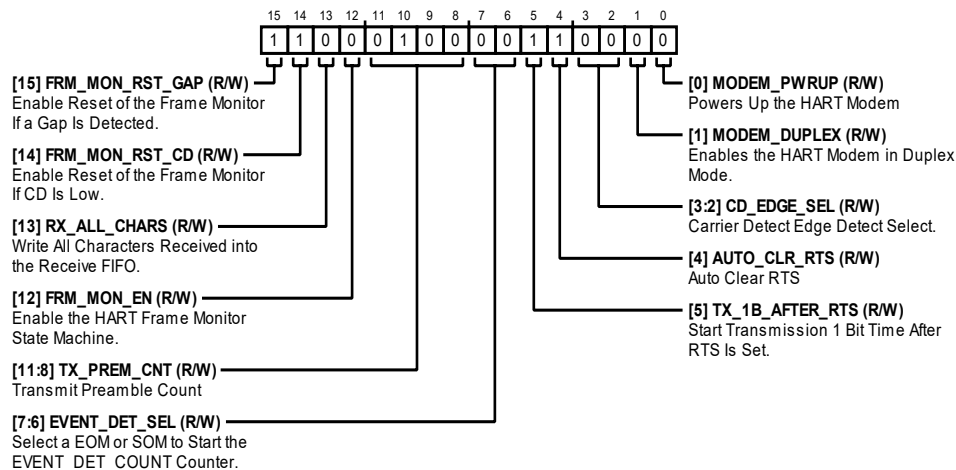 15 14 13 12 11 10 9 8 7 6 5 4 3 2 1 0
1 1 0 0 0 1 0 0 0 0 1 1 0 0 0 0
[15] FRM_MON_RST_GAP (R/W)
Enable Reset of the Frame Monitor
If a Gap Is Detected.
[14] FRM_MON_RST_CD (R/W)
Enable Reset of the Frame Monitor
If CD Is Low.
[13] RX_ALL_CHARS (R/W)
Write All Characters Received into
the Receive FIFO.
[12] FRM_MON_EN (R/W)
Enable the HART Frame Monitor
State Machine.
[11:8] TX_PREM_CNT (R/W)
Transmit Preamble Count
[7:6] EVENT_DET_SEL (R/W)
Select a EOM or SOM to Start the
EVENT_DET_COUNT Counter.
[0] MODEM_PWRUP (R/W)
Powers Up the HART Modem
[1] MODEM_DUPLEX (R/W)
Enables the HART Modem in Duplex
Mode.
[3:2] CD_EDGE_SEL (R/W)
Carrier Detect Edge Detect Select.
[4] AUTO_CLR_RTS (R/W)
Auto Clear RTS
[5] TX_1B_AFTER_RTS (R/W)
Start Transmission 1 Bit Time After
RTS Is Set.